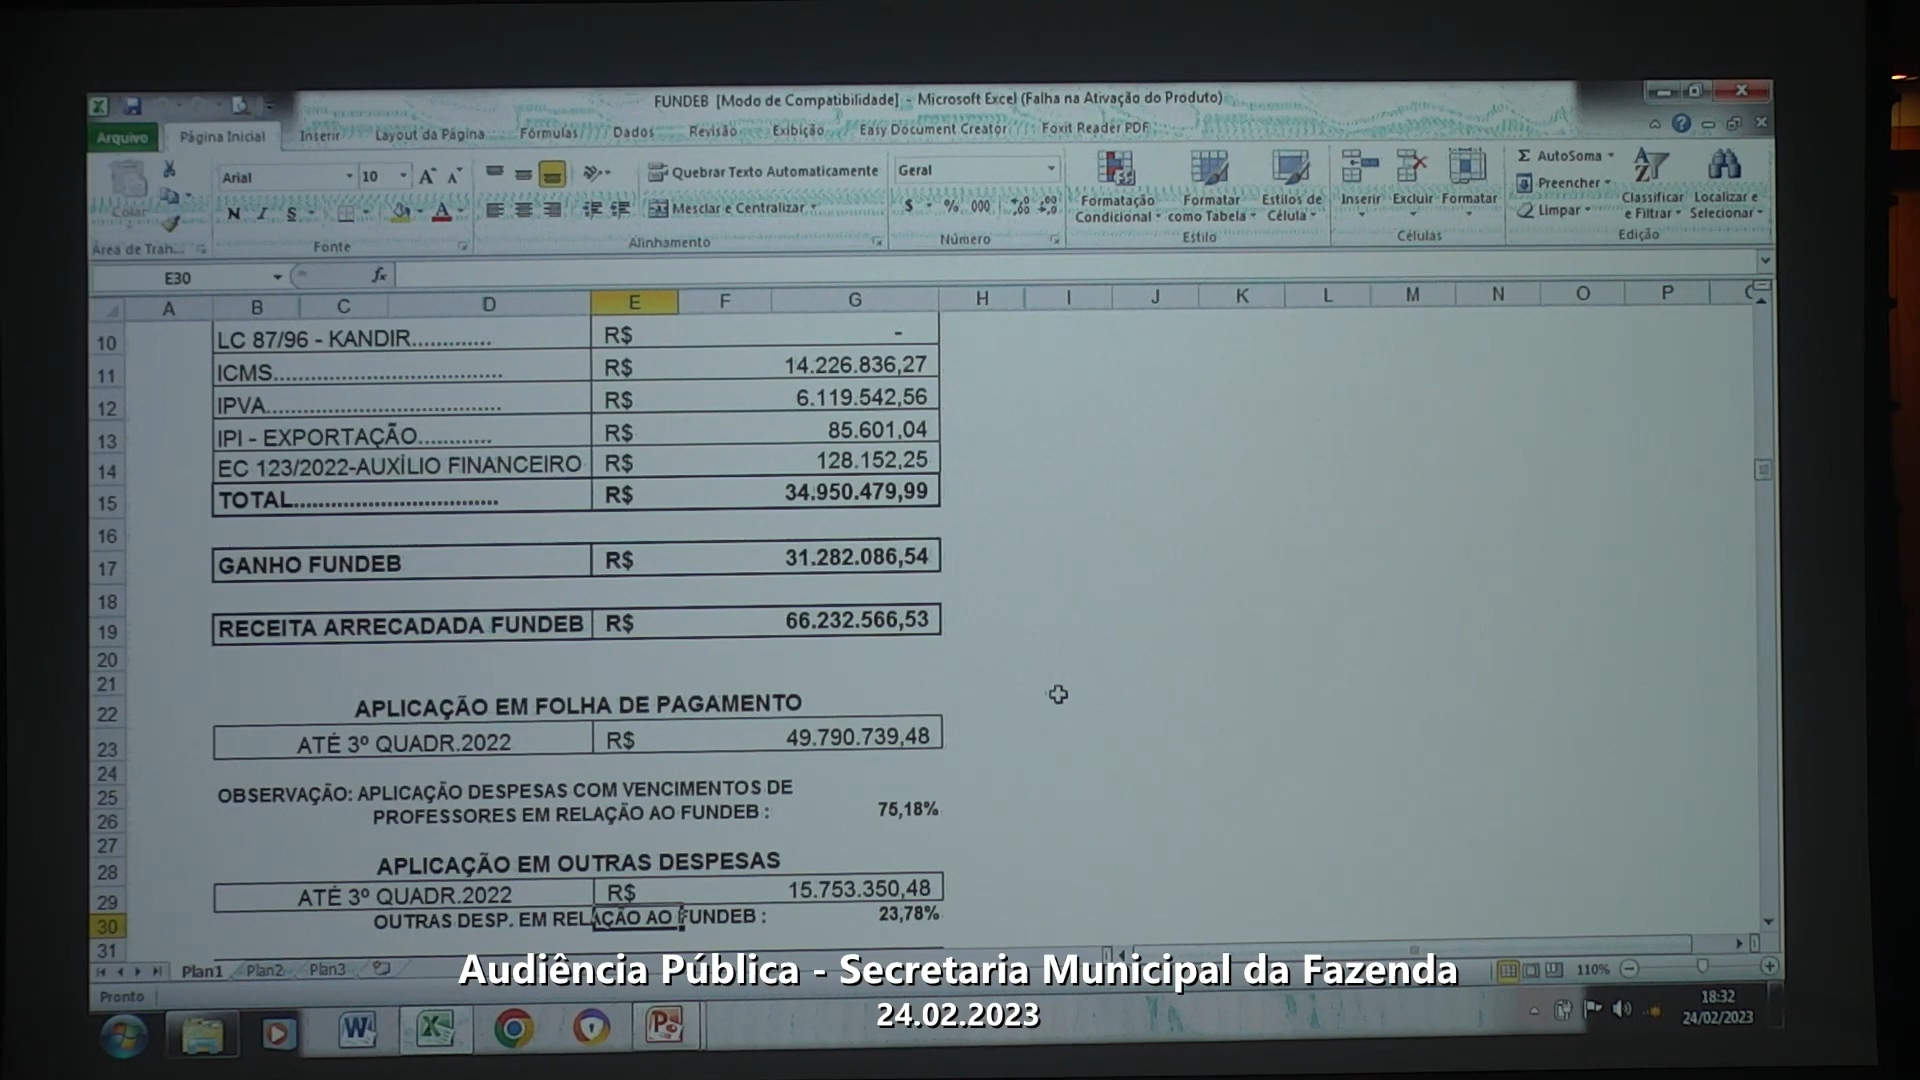 FUNDEB [Modo de Compatibilidade] - Microsoft Excel (Falha na Ativação do Produto)
Arquivo Página Inicial Inserir Layout da Página Fórmulas Dados Revisão Exibição Easy Document Creator Foxit Reader PDF
Colar
Arial 10
N I S
Quebrar Texto Automaticamente
Mesclar e Centralizar
Geral
$ % 000
Formatação Condicional
Formatar como Tabela
Estilos de Célula
Inserir Excluir Formatar
Σ AutoSoma
Preencher
Limpar
Classificar e Filtrar
Localizar e Selecionar
Área de Tran... Fonte Alinhamento Número Estilo Células Edição
E30 fx
A B C D E F G H I J K L M N O P
10 LC 87/96 - KANDIR............. R$ -
11 ICMS..................................... R$ 14.226.836,27
12 IPVA..................................... R$ 6.119.542,56
13 IPI - EXPORTAÇÃO............ R$ 85.601,04
14 EC 123/2022-AUXÍLIO FINANCEIRO R$ 128.152,25
15 TOTAL................................. R$ 34.950.479,99
16
17 GANHO FUNDEB R$ 31.282.086,54
18
19 RECEITA ARRECADADA FUNDEB R$ 66.232.566,53
20
21
22 APLICAÇÃO EM FOLHA DE PAGAMENTO
23 ATÉ 3º QUADR.2022 R$ 49.790.739,48
24
25 OBSERVAÇÃO: APLICAÇÃO DESPESAS COM VENCIMENTOS DE
26 PROFESSORES EM RELAÇÃO AO FUNDEB : 75,18%
27
28 APLICAÇÃO EM OUTRAS DESPESAS
29 ATÉ 3º QUADR.2022 R$ 15.753.350,48
30 OUTRAS DESP. EM RELAÇÃO AO FUNDEB : 23,78%
31
Plan1 Plan2 Plan3
Audiência Pública - Secretaria Municipal da Fazenda
110%
Pronto
24.02.2023
18:32
24/02/2023